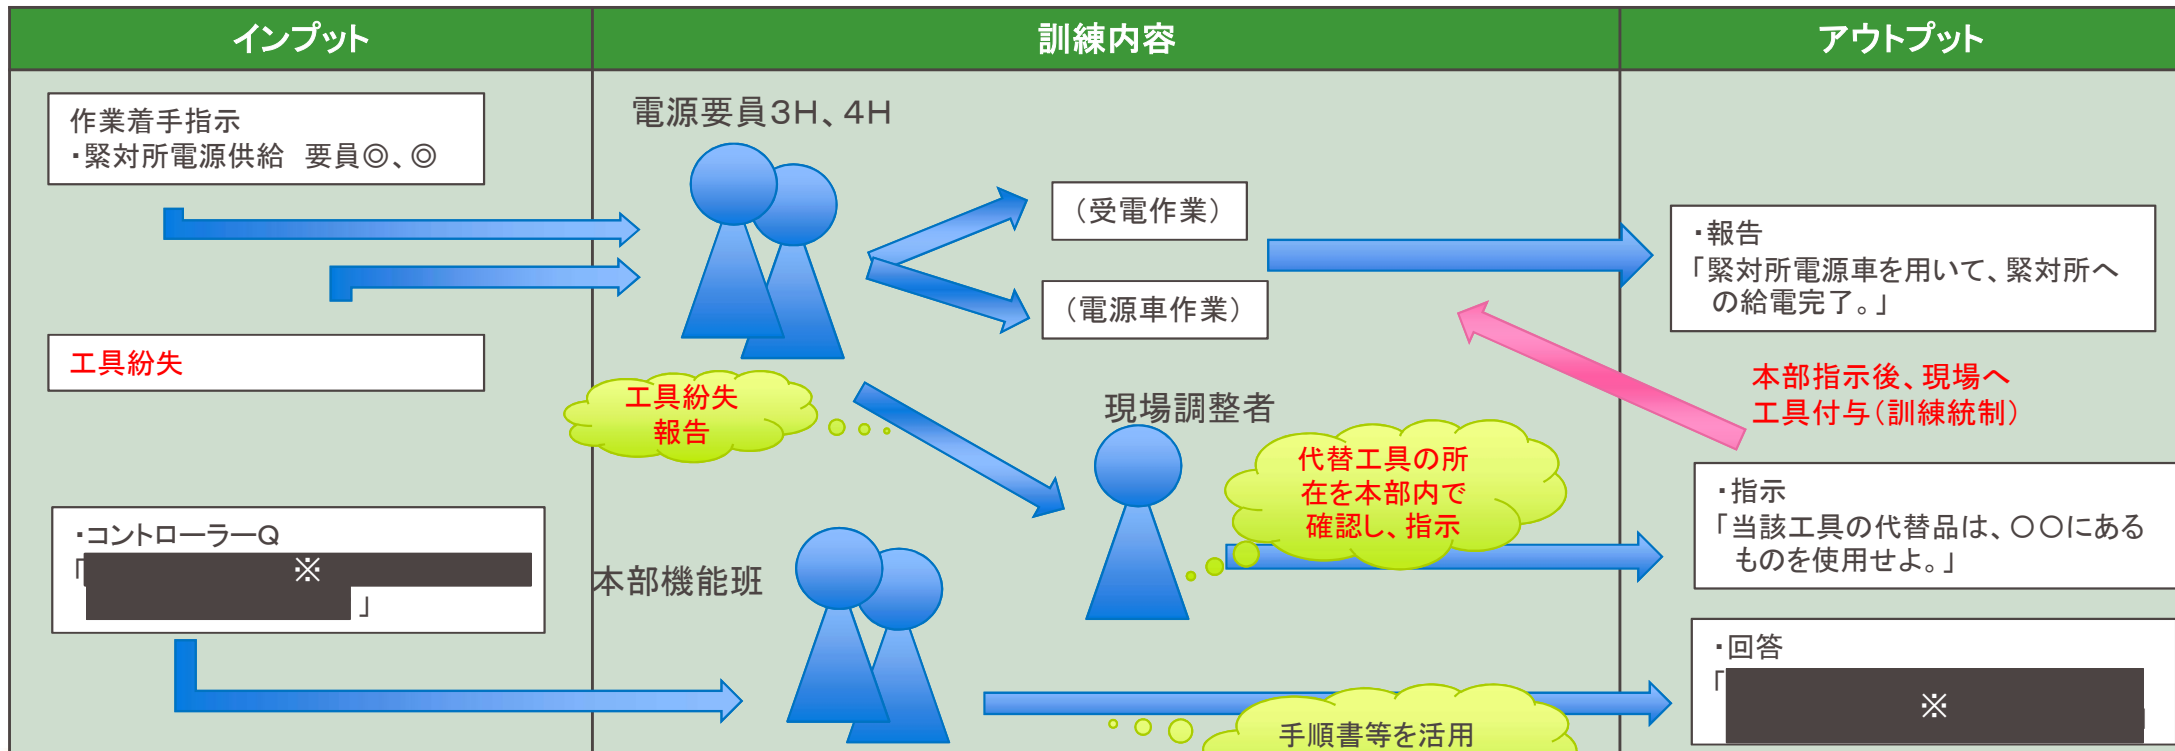 インプット
訓練内容
アウトプット
作業着手指示
・緊対所電源供給　要員◎、◎
工具紛失
・コントローラーQ
「※
」
電源要員3H、4H
（受電作業）
（電源車作業）
工具紛失
報告
現場調整者
代替工具の所
在を本部内で
確認し、指示
本部機能班
手順書等を活用
・報告
「緊対所電源車を用いて、緊対所へ
の給電完了。」
本部指示後、現場へ
工具付与(訓練統制)
・指示
「当該工具の代替品は、〇〇にある
ものを使用せよ。」
・回答
「※